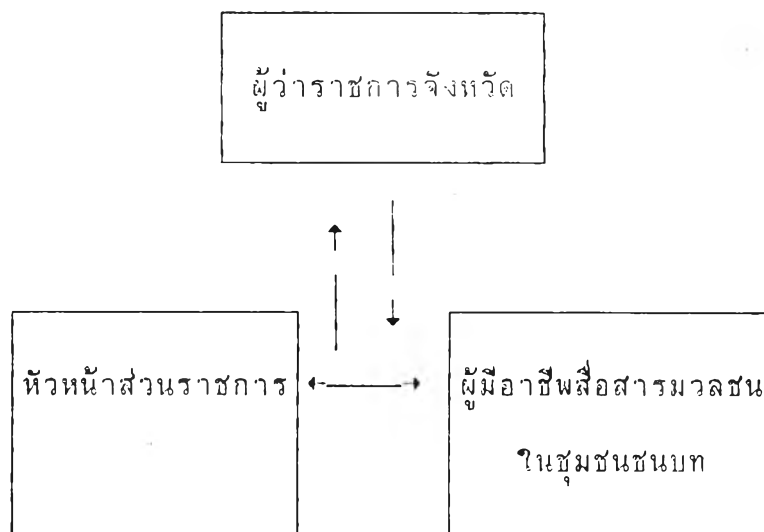 ผู้ว่าราชการจังหวัด
หัวหน้าส่วนราชการ
ผู้มีอาชีพสื่อสารมวลชน
ในชุมชนชนบท